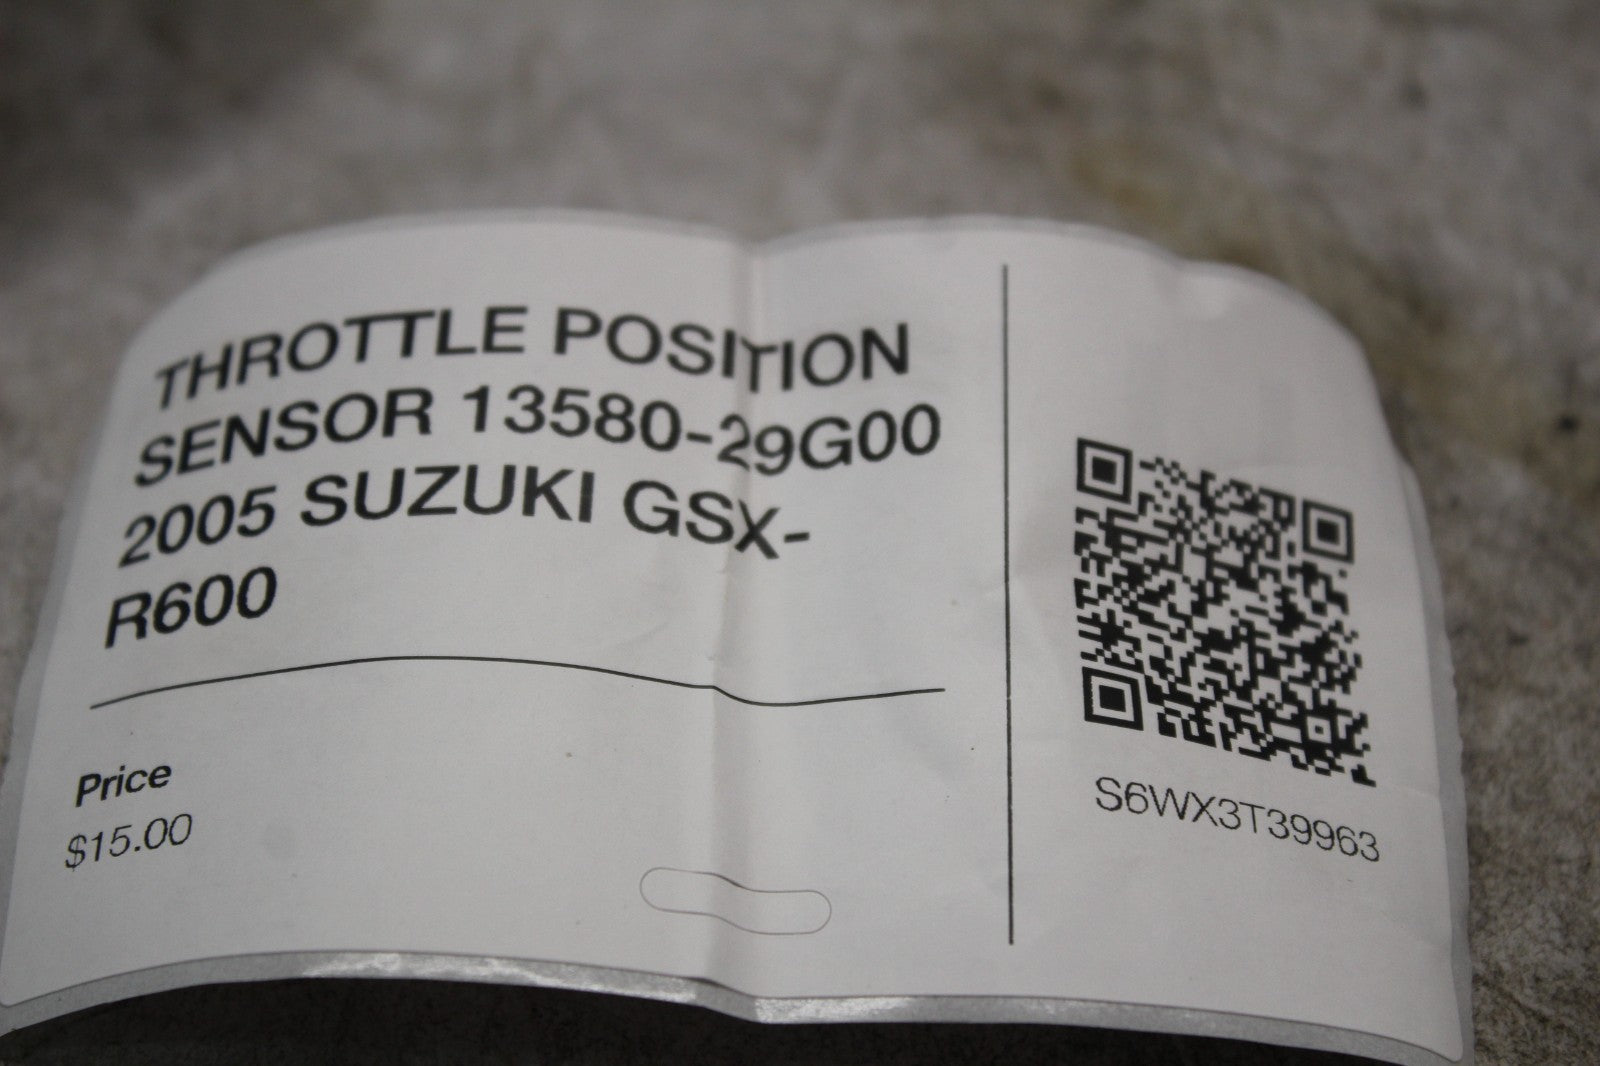 THROTTLE POSITION
SENSOR 13580-29G00
2005 SUZUKI GSX-
R600
Price
$15.00
S6WX3T39963